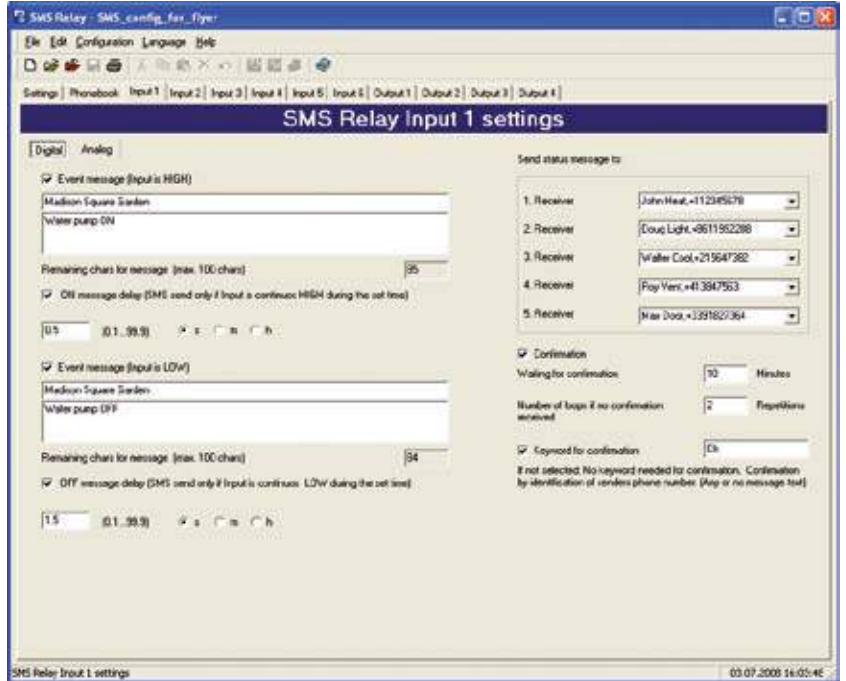 SMS Relay - SMS_config_for_flyer
File Edit Configuration Language Help
Settings Phonebook Input 1 Input 2 Input 3 Input 4 Input 5 Input 6 Output 1 Output 2 Output 3 Output 4
SMS Relay Input 1 settings
Digital Analog
Event message (Input is HIGH)
Madison Square Garden
Water pump ON
Remaining chars for message (max. 100 chars) 95
ON message delay (SMS send only if Input is continuos HIGH during the set time)
0.5 (0.1...99.9) s m h
Event message (Input is LOW)
Madison Square Garden
Water pump OFF
Remaining chars for message (max. 100 chars) 94
OFF message delay (SMS send only if Input is continuos LOW during the set time)
1.5 (0.1...99.9) s m h
Send status message to:
1. Receiver John Heat,+112345678
2. Receiver Doug Light,+8611952288
3. Receiver Walter Cool,+215647382
4. Receiver Roy Vent,+413847563
5. Receiver Max Door,+3391827364
Confirmation
Waiting for confirmation 10 Minutes
Number of loops if no confirmation 2 Repetitions
received
Keyword for confirmation Ok
If not selected: No keyword needed for confirmation. Confirmation
by identification of senders phone number. (Any or no message text)
SMS Relay Input 1 settings 03.07.2008 16:05:46